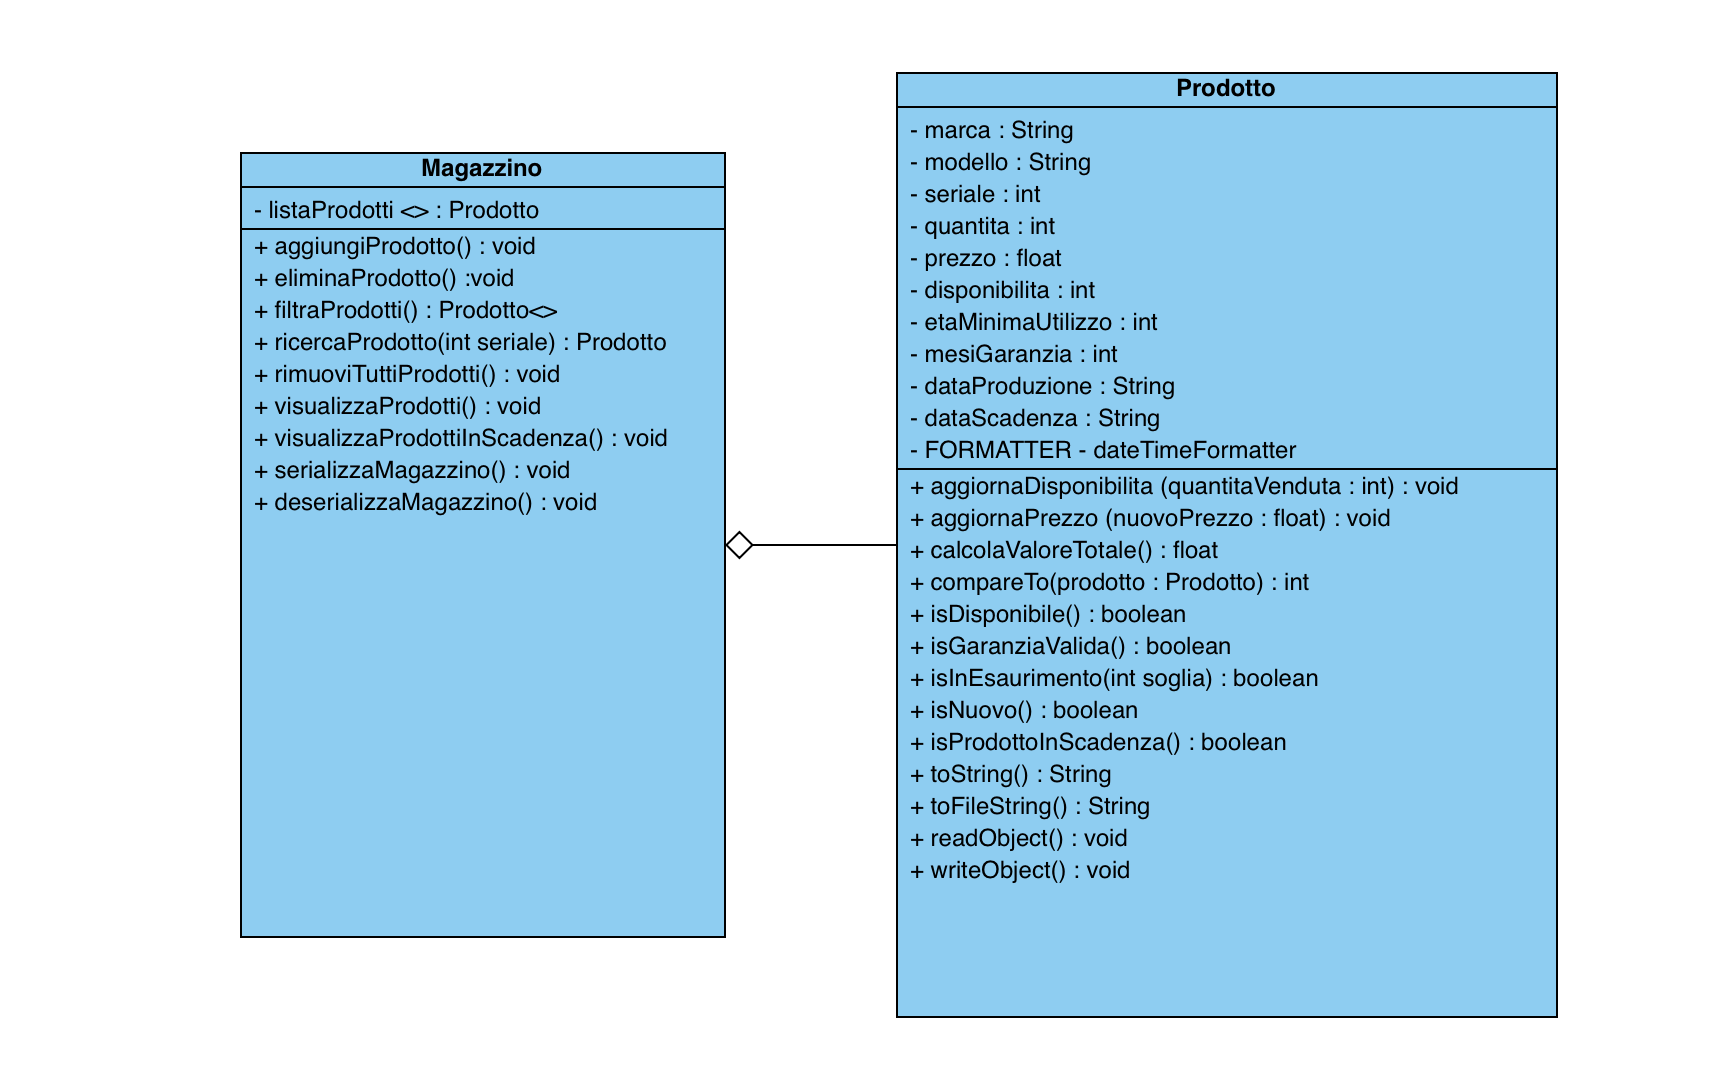 Magazzino
- listaProdotti <> : Prodotto
+ aggiungiProdotto() : void
+ eliminaProdotto() :void
+ filtraProdotti() : Prodotto<>
+ ricercaProdotto(int seriale) : Prodotto
+ rimuoviTuttiProdotti() : void
+ visualizzaProdotti() : void
+ visualizzaProdottiInScadenza() : void
+ serializzaMagazzino() : void
+ deserializzaMagazzino() : void
Prodotto
- marca : String
- modello : String
- seriale : int
- quantita : int
- prezzo : float
- disponibilita : int
- etaMinimaUtilizzo : int
- mesiGaranzia : int
- dataProduzione : String
- dataScadenza : String
- FORMATTER - dateTimeFormatter
+ aggiornaDisponibilita (quantitaVenduta : int) : void
+ aggiornaPrezzo (nuovoPrezzo : float) : void
+ calcolaValoreTotale() : float
+ compareTo(prodotto : Prodotto) : int
+ isDisponibile() : boolean
+ isGaranziaValida() : boolean
+ isInEsaurimento(int soglia) : boolean
+ isNuovo() : boolean
+ isProdottoInScadenza() : boolean
+ toString() : String
+ toFileString() : String
+ readObject() : void
+ writeObject() : void